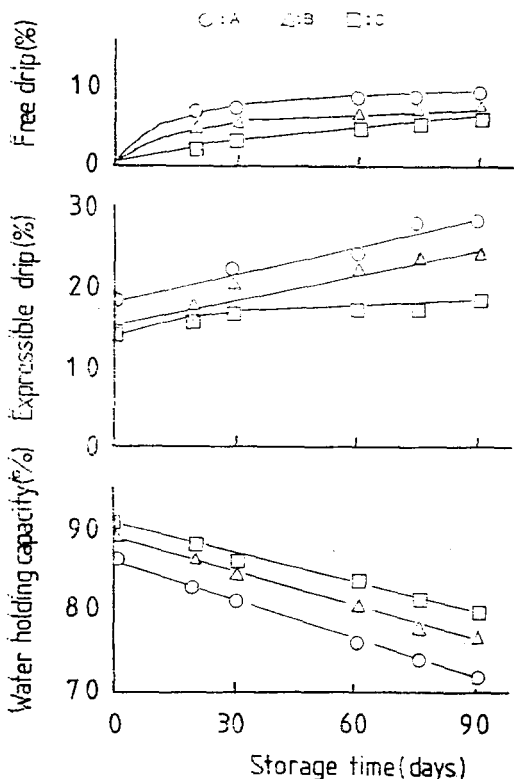 ○:A △:B □:C
Free drip(%)
10
0
Expressible drip(%)
30
20
10
0
Water holding capacity(%)
90
80
70
0 30 60 90
Storage time(days)